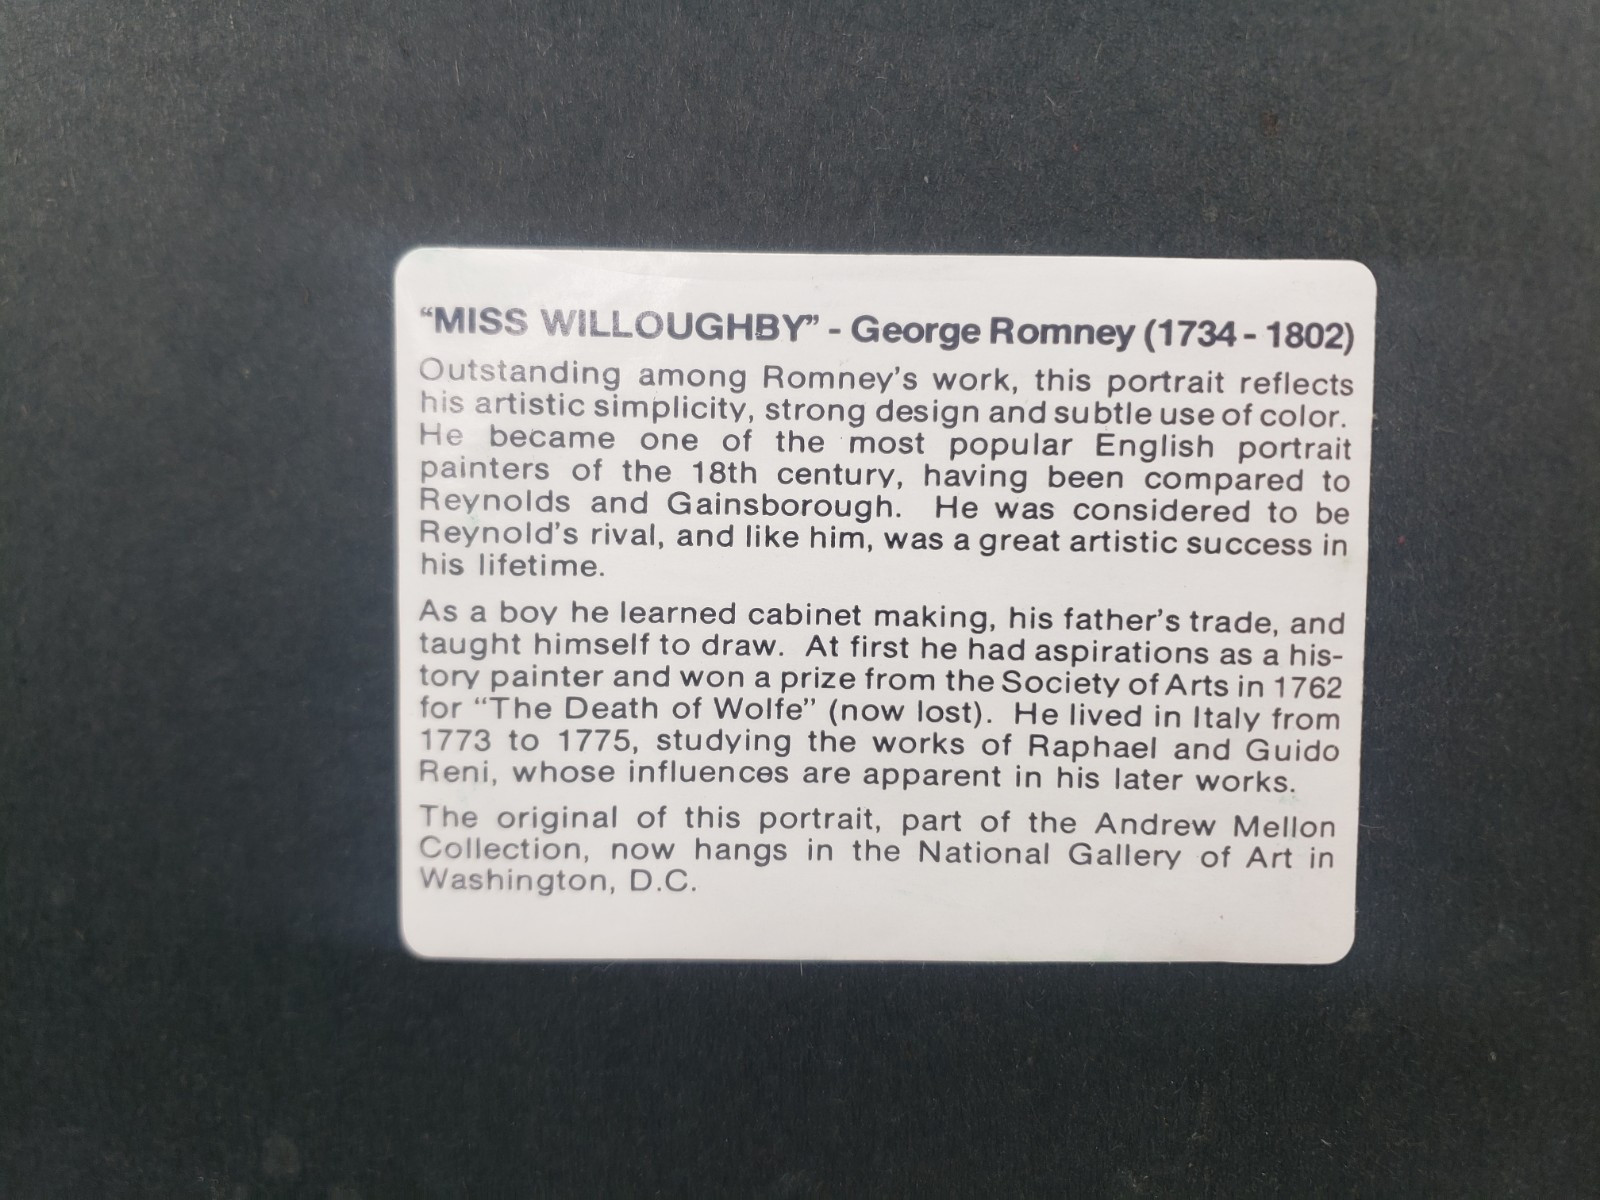 “MISS WILLOUGHBY” - George Romney (1734 - 1802)
Outstanding among Romney’s work, this portrait reflects
his artistic simplicity, strong design and subtle use of color.
He became one of the most popular English portrait
painters of the 18th century, having been compared to
Reynolds and Gainsborough. He was considered to be
Reynold’s rival, and like him, was a great artistic success in
his lifetime.
As a boy he learned cabinet making, his father’s trade, and
taught himself to draw. At first he had aspirations as a his-
tory painter and won a prize from the Society of Arts in 1762
for “The Death of Wolfe” (now lost). He lived in Italy from
1773 to 1775, studying the works of Raphael and Guido
Reni, whose influences are apparent in his later works.
The original of this portrait, part of the Andrew Mellon
Collection, now hangs in the National Gallery of Art in
Washington, D.C.